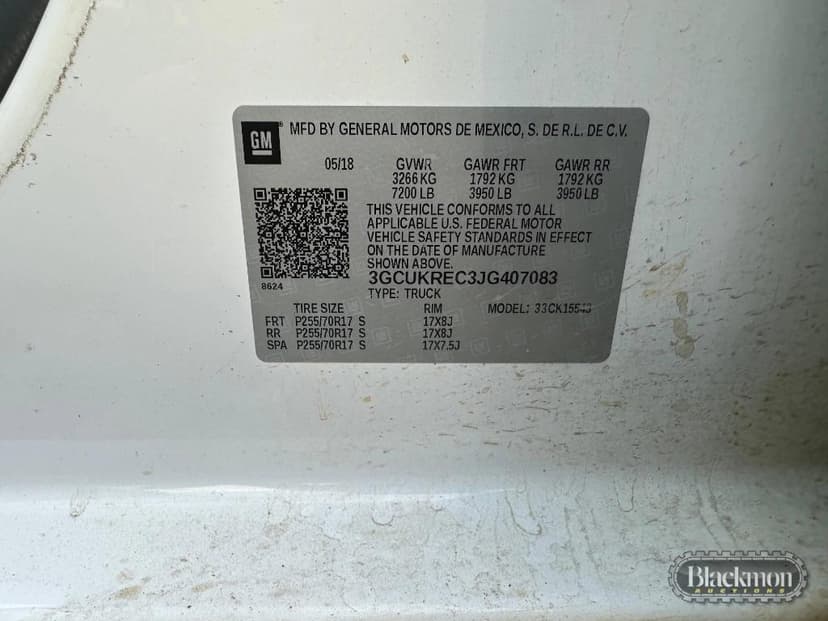 GM MFD BY GENERAL MOTORS DE MEXICO, S. DE R.L. DE C.V.
05/18 GVWR GAWR FRT GAWR RR
3266 KG 1792 KG 1792 KG
7200 LB 3950 LB 3950 LB
THIS VEHICLE CONFORMS TO ALL
APPLICABLE U.S. FEDERAL MOTOR
VEHICLE SAFETY STANDARDS IN EFFECT
ON THE DATE OF MANUFACTURE
SHOWN ABOVE.
3GCUKREC3JG407083
8624
TYPE: TRUCK
TIRE SIZE RIM MODEL:
FRT P255/70R17 S 17X8J
RR P255/70R17 S 17X8J
SPA P255/70R17 S 17X7.5J
Blackmon
AUCTIONS